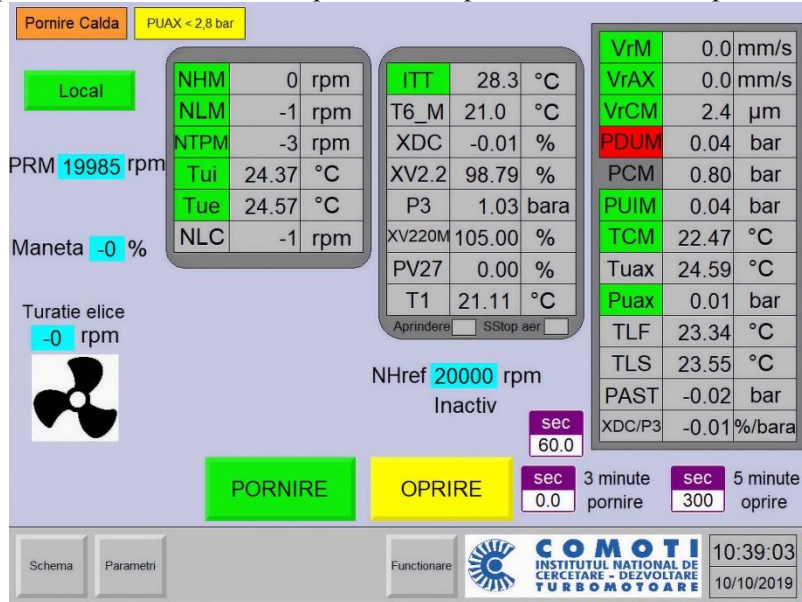 Pornire Calda
PUAX < 2,8 bar
Local
PRM 19985 rpm
Maneta -0 %
Turatie elice
-0 rpm
NHM 0 rpm
NLM -1 rpm
NTPM -3 rpm
Tui 24.37 °C
Tue 24.57 °C
NLC -1 rpm
ITT 28.3 °C
T6_M 21.0 °C
XDC -0.01 %
XV2.2 98.79 %
P3 1.03 bara
XV220M 105.00 %
PV27 0.00 %
T1 21.11 °C
Aprindere SStop aer
NHref 20000 rpm
Inactiv
VrM 0.0 mm/s
VrAX 0.0 mm/s
VrCM 2.4 µm
PDUM 0.04 bar
PCM 0.80 bar
PUIM 0.04 bar
TCM 22.47 °C
Tuax 24.59 °C
Puax 0.01 bar
TLF 23.34 °C
TLS 23.55 °C
PAST -0.02 bar
XDC/P3 -0.01 %/bara
sec
60.0
PORNIRE
OPRIRE
sec
0.0
3 minute
pornire
sec
300
5 minute
oprire
Schema
Parametri
Functionare
COMOTI
INSTITUTUL NATIONAL DE
CERCETARE - DEZVOLTARE
TURBOMOTOARE
10:39:03
10/10/2019